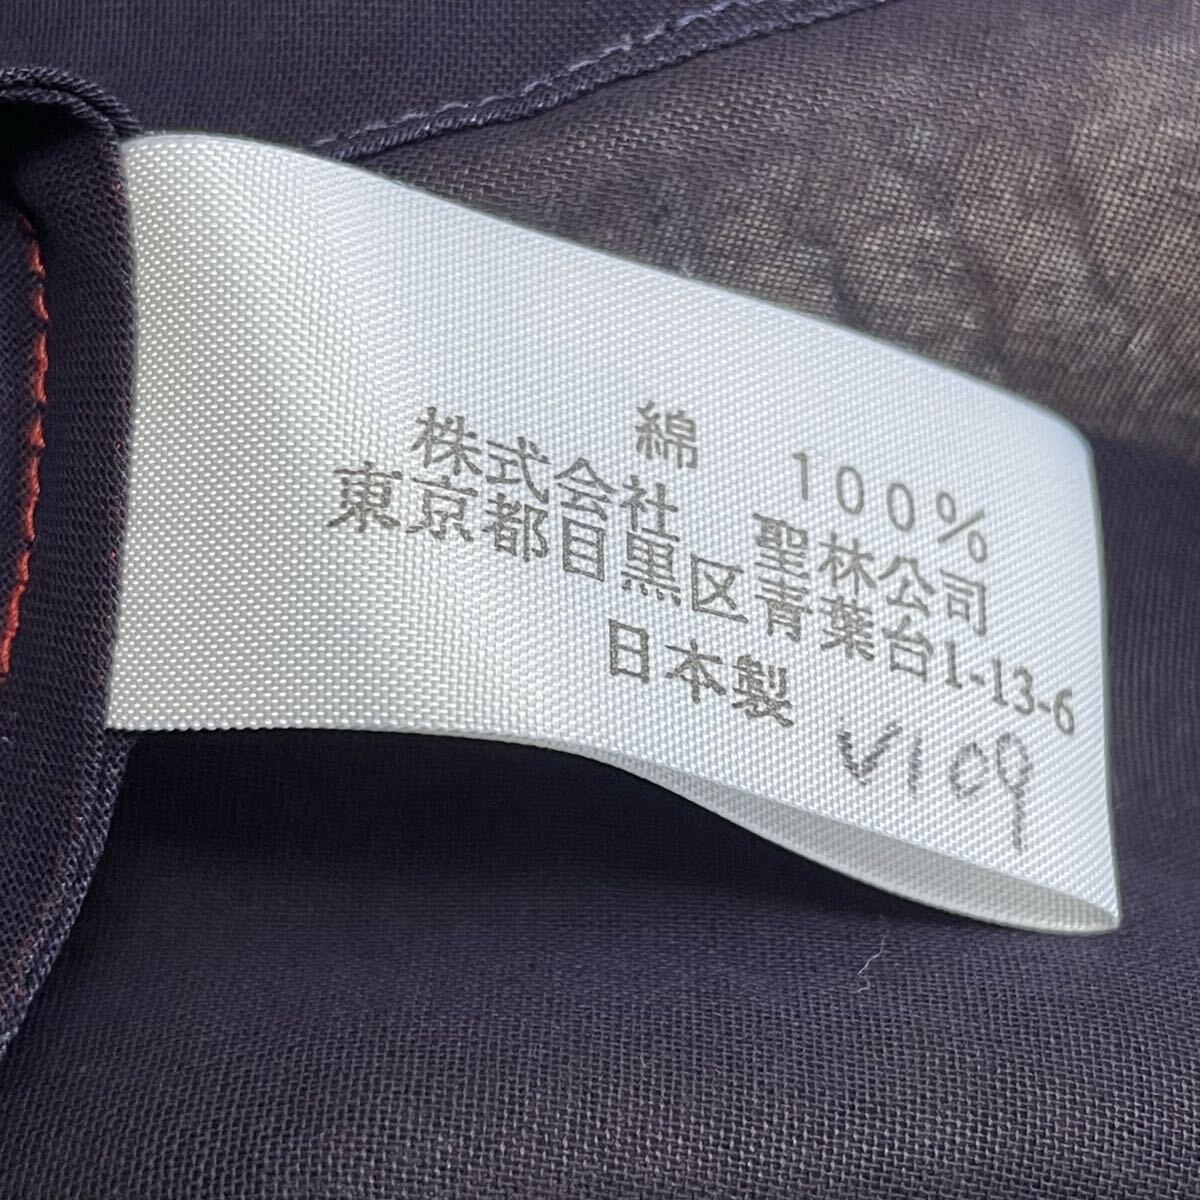 綿 100%
株式会社 聖林公司
東京都目黒区青葉台1-13-6
日本製
V109